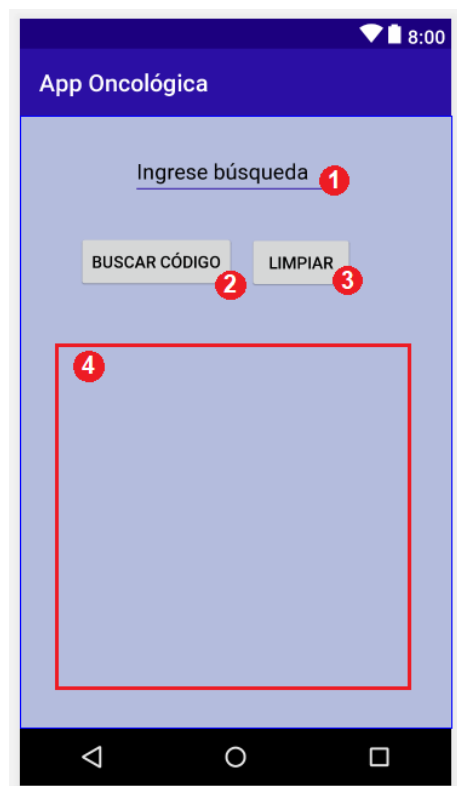 8:00
App Oncológica
Ingrese búsqueda 1
BUSCAR CÓDIGO 2 LIMPIAR 3
4